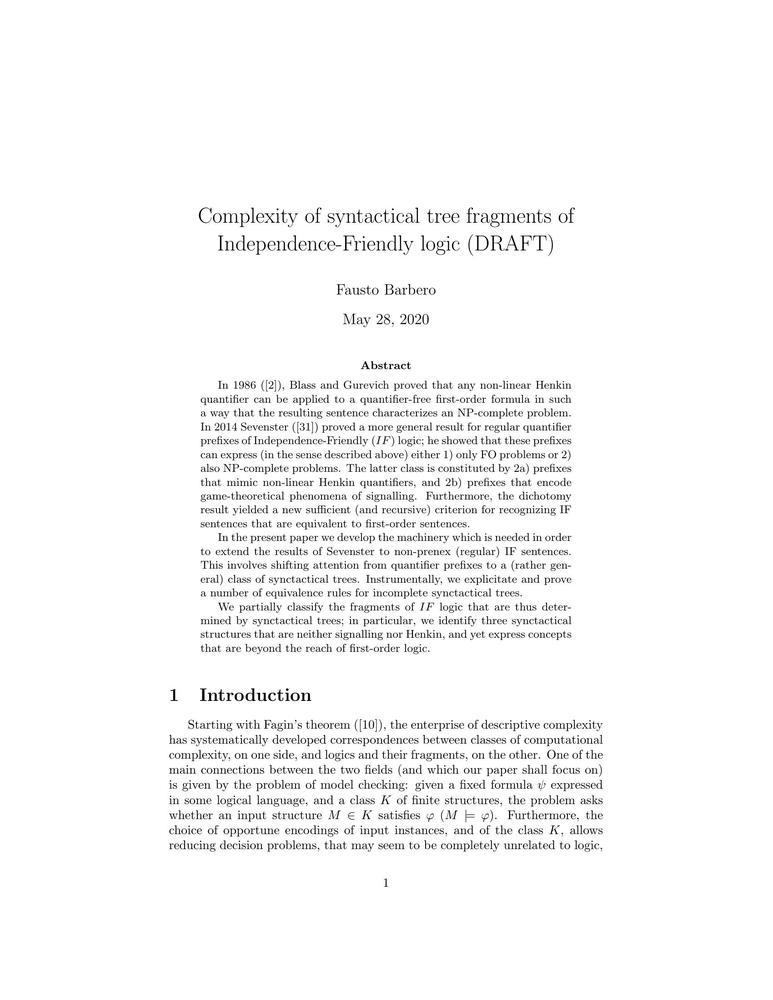 Complexity of syntactical tree fragments of
Independence-Friendly logic (DRAFT)
Fausto Barbero
May 28, 2020
Abstract
In 1986 ([2]), Blass and Gurevich proved that any non-linear Henkin
quantifier can be applied to a quantifier-free first-order formula in such
a way that the resulting sentence characterizes an NP-complete problem.
In 2014 Sevenster ([31]) proved a more general result for regular quantifier
prefixes of Independence-Friendly (IF) logic; he showed that these prefixes
can express (in the sense described above) either 1) only FO problems or 2)
also NP-complete problems. The latter class is constituted by 2a) prefixes
that mimic non-linear Henkin quantifiers, and 2b) prefixes that encode
game-theoretical phenomena of signalling. Furthermore, the dichotomy
result yielded a new sufficient (and recursive) criterion for recognizing IF
sentences that are equivalent to first-order sentences.
In the present paper we develop the machinery which is needed in order
to extend the results of Sevenster to non-prenex (regular) IF sentences.
This involves shifting attention from quantifier prefixes to a (rather gen-
eral) class of synctactical trees. Instrumentally, we explicitate and prove
a number of equivalence rules for incomplete synctactical trees.
We partially classify the fragments of IF logic that are thus deter-
mined by synctactical trees; in particular, we identify three synctactical
structures that are neither signalling nor Henkin, and yet express concepts
that are beyond the reach of first-order logic.
1 Introduction
Starting with Fagin's theorem ([10]), the enterprise of descriptive complexity
has systematically developed correspondences between classes of computational
complexity, on one side, and logics and their fragments, on the other. One of the
main connections between the two fields (and which our paper shall focus on)
is given by the problem of model checking: given a fixed formula ψ expressed
in some logical language, and a class K of finite structures, the problem asks
whether an input structure M ∈ K satisfies φ (M ⊨ φ). Furthermore, the
choice of opportune encodings of input instances, and of the class K, allows
reducing decision problems, that may seem to be completely unrelated to logic,
1